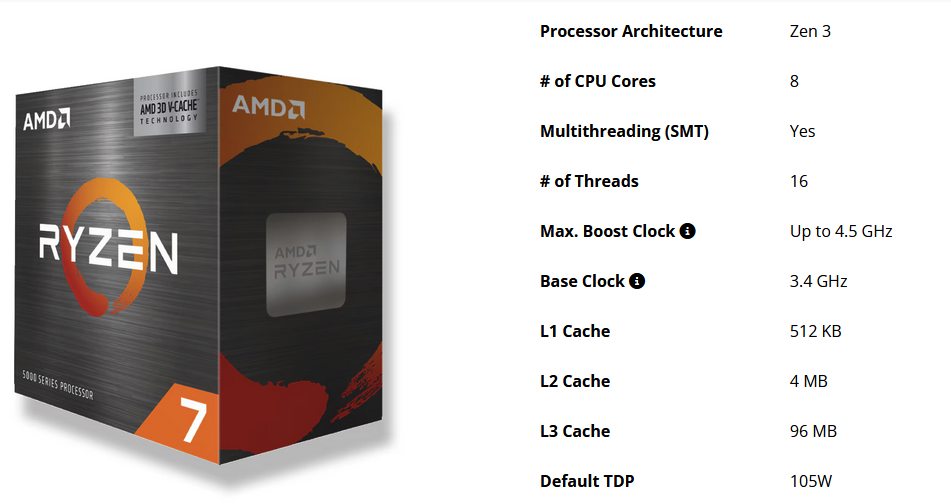 AMD
PROCESSOR INCLUDES
AMD 3D V-CACHE™
TECHNOLOGY
RYZEN
5000 SERIES PROCESSOR
7
AMD
AMD
RYZEN
Processor Architecture Zen 3
# of CPU Cores 8
Multithreading (SMT) Yes
# of Threads 16
Max. Boost Clock Up to 4.5 GHz
Base Clock 3.4 GHz
L1 Cache 512 KB
L2 Cache 4 MB
L3 Cache 96 MB
Default TDP 105W